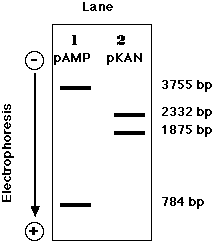 Lane
1 2
pAMP pKAN
-
3755 bp
2332 bp
1875 bp
784 bp
+
Electrophoresis